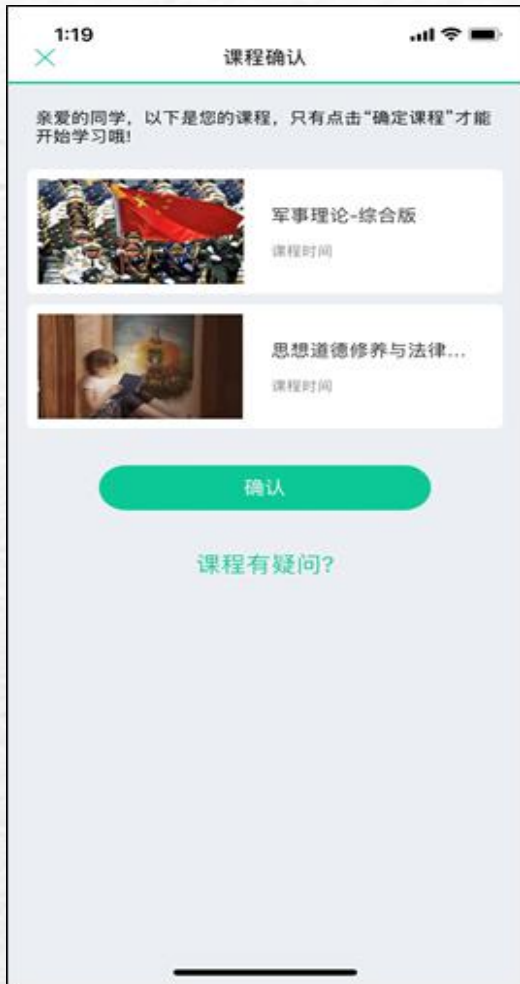 1:19
课程确认
亲爱的同学，以下是您的课程，只有点击“确定课程”才能
开始学习哦!
军事理论-综合版
课程时间
思想道德修养与法律...
课程时间
确认
课程有疑问?